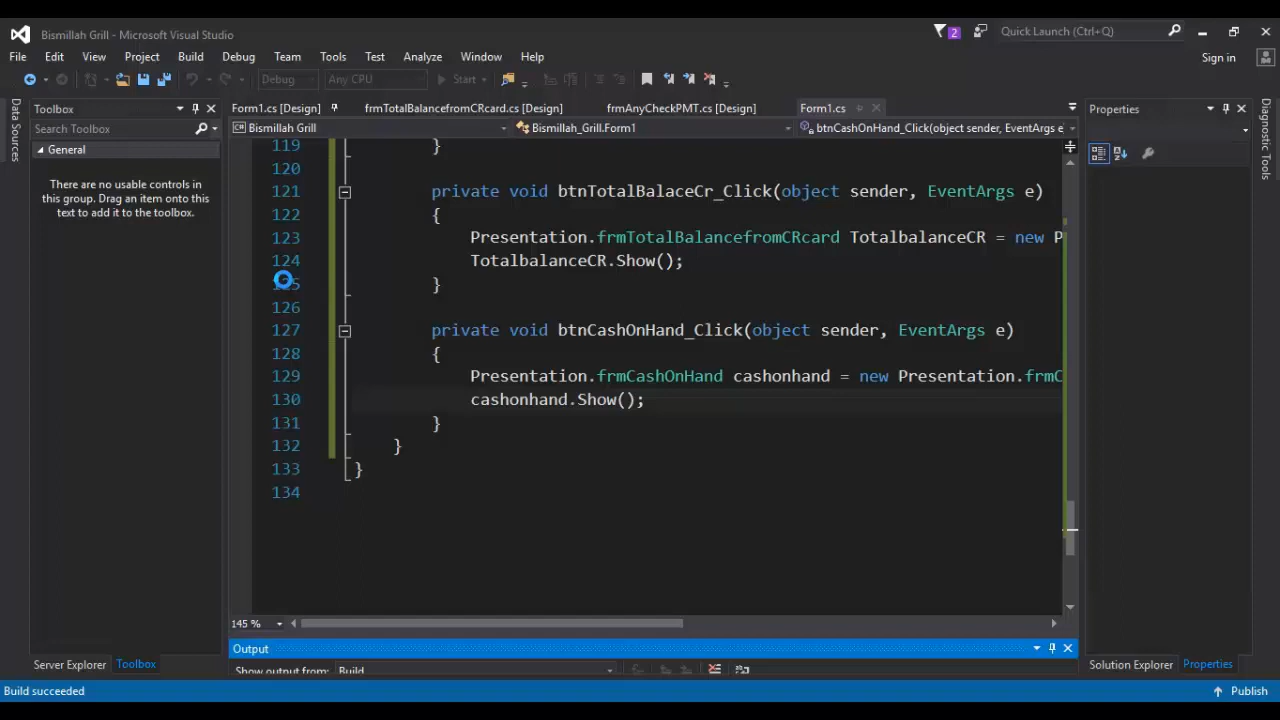 Bismillah Grill - Microsoft Visual Studio
2
Quick Launch (Ctrl+Q)
File Edit View Project Build Debug Team Tools Test Analyze Window Help
Sign in
Debug Any CPU Start
Data Sources
Toolbox
Search Toolbox
General
There are no usable controls in
this group. Drag an item onto this
text to add it to the toolbox.
Form1.cs [Design] frmTotalBalancefromCRcard.cs [Design] frmAnyCheckPMT.cs [Design] Form1.cs
Bismillah Grill Bismillah_Grill.Form1 btnCashOnHand_Click(object sender, EventArgs e
119 }
120
121 private void btnTotalBalaceCr_Click(object sender, EventArgs e)
122 {
123 Presentation.frmTotalBalancefromCRcard TotalbalanceCR = new P
124 TotalbalanceCR.Show();
125 }
126
127 private void btnCashOnHand_Click(object sender, EventArgs e)
128 {
129 Presentation.frmCashOnHand cashonhand = new Presentation.frmC
130 cashonhand.Show();
131 }
132 }
133 }
134
145 %
Output
Show output from: Build
Properties
Diagnostic Tools
Server Explorer Toolbox
Solution Explorer Properties
Build succeeded
Publish